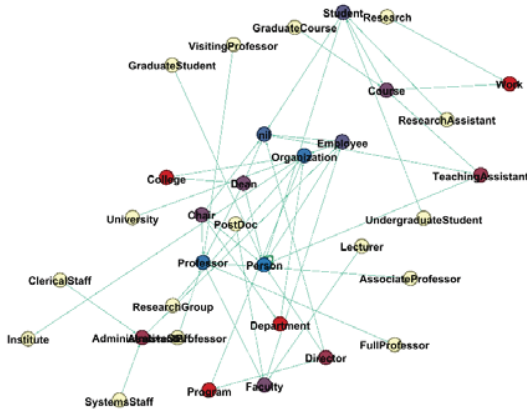 Student
Research
GraduateCourse
VisitingProfessor
GraduateStudent
Work
Course
ResearchAssistant
nil
Employee
Organization
TeachingAssistant
College
Dean
University
Chair
PostDoc
UndergraduateStudent
Lecturer
Professor
Person
ClericalStaff
AssociateProfessor
ResearchGroup
Department
Institute
FullProfessor
Director
Program
Faculty
SystemsStaff